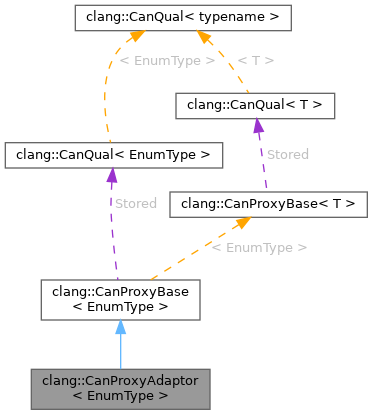 clang::CanQual< typename >
< EnumType >
< T >
clang::CanQual< T >
clang::CanQual< EnumType >
Stored
Stored
clang::CanProxyBase< T >
< EnumType >
clang::CanProxyBase
< EnumType >
clang::CanProxyAdaptor
< EnumType >